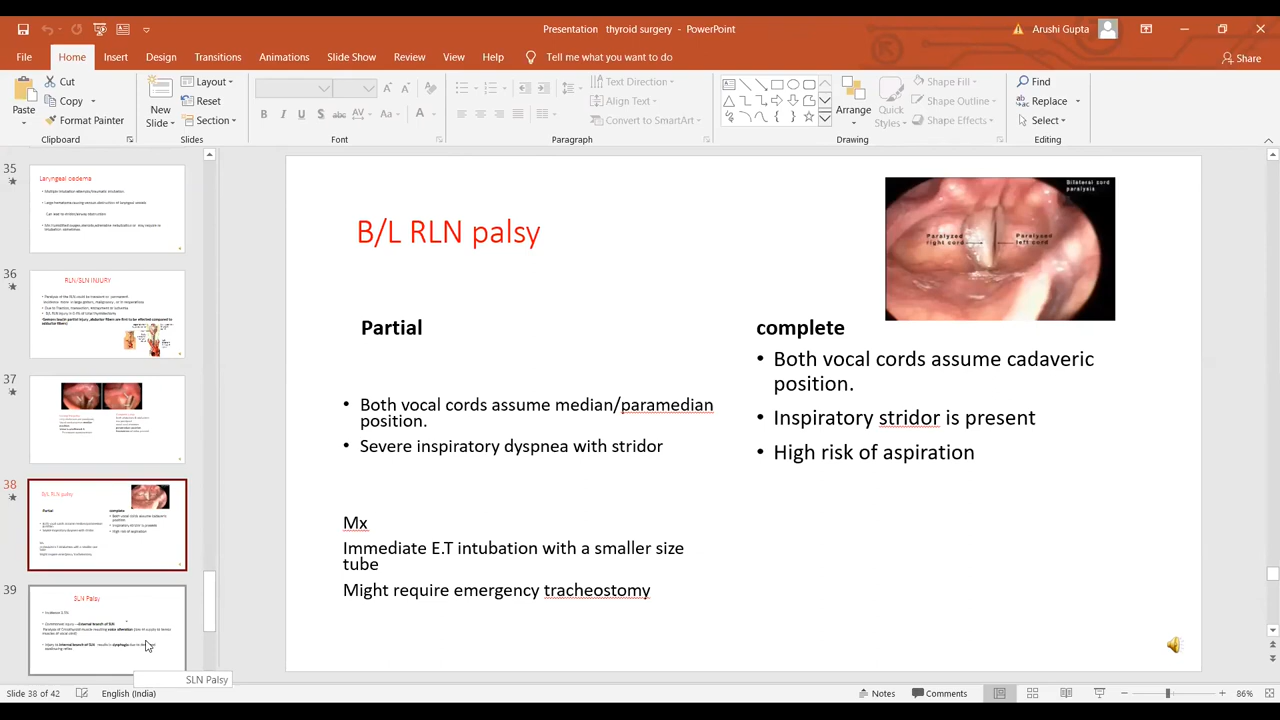 Presentation thyroid surgery - PowerPoint
Arushi Gupta
File Home Insert Design Transitions Animations Slide Show Review View Help Tell me what you want to do
Share
Paste
Cut
Copy
Format Painter
Clipboard
New Slide
Layout
Reset
Section
Slides
B I U S abc AV Aa A
Font
Text Direction
Align Text
Convert to SmartArt
Paragraph
Arrange
Quick Styles
Shape Fill
Shape Outline
Shape Effects
Drawing
Find
Replace
Select
Editing
35
Laryngeal oedema
36
RLN/SLN INJURY
37
38
B/L RLN palsy
Partial
complete
39
SLN Palsy
SLN Palsy
B/L RLN palsy
Bilateral cord
paralysis
Paralyzed
right cord
Paralyzed
left cord
Partial
• Both vocal cords assume median/paramedian
position.
• Severe inspiratory dyspnea with stridor
Mx
Immediate E.T intubation with a smaller size
tube
Might require emergency tracheostomy
complete
• Both vocal cords assume cadaveric
position.
• Inspiratory stridor is present
• High risk of aspiration
Slide 38 of 42
English (India)
Notes
Comments
86%